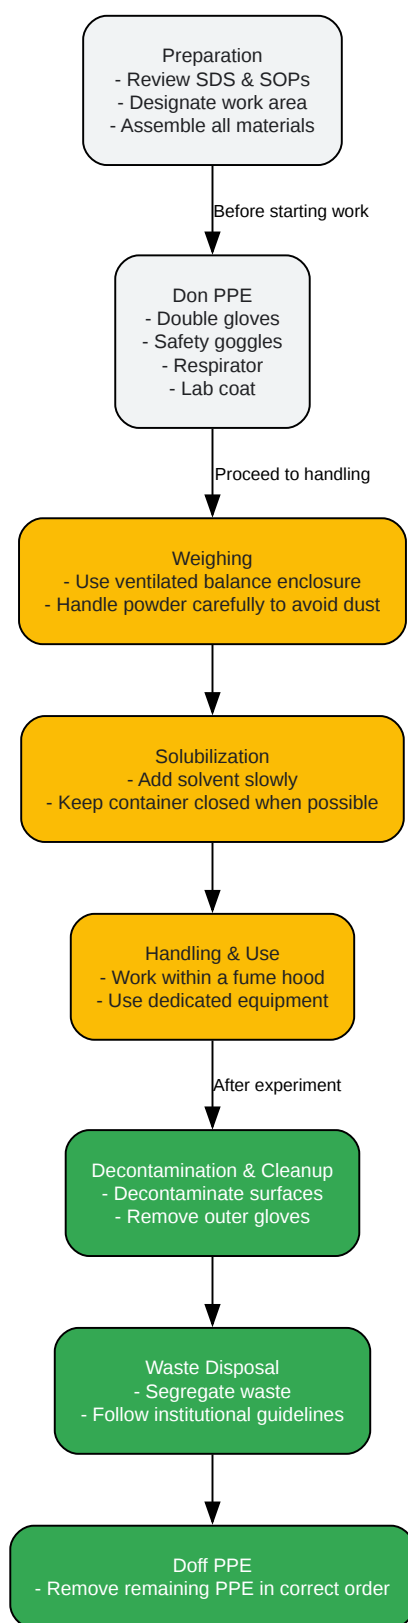 Preparation
- Review SDS & SOPs
- Designate work area
- Assemble all materials
Before starting work
Don PPE
- Double gloves
- Safety goggles
- Respirator
- Lab coat
Proceed to handling
Weighing
- Use ventilated balance enclosure
- Handle powder carefully to avoid dust
Solubilization
- Add solvent slowly
- Keep container closed when possible
Handling & Use
- Work within a fume hood
- Use dedicated equipment
After experiment
Decontamination & Cleanup
- Decontaminate surfaces
- Remove outer gloves
Waste Disposal
- Segregate waste
- Follow institutional guidelines
Doff PPE
- Remove remaining PPE in correct order